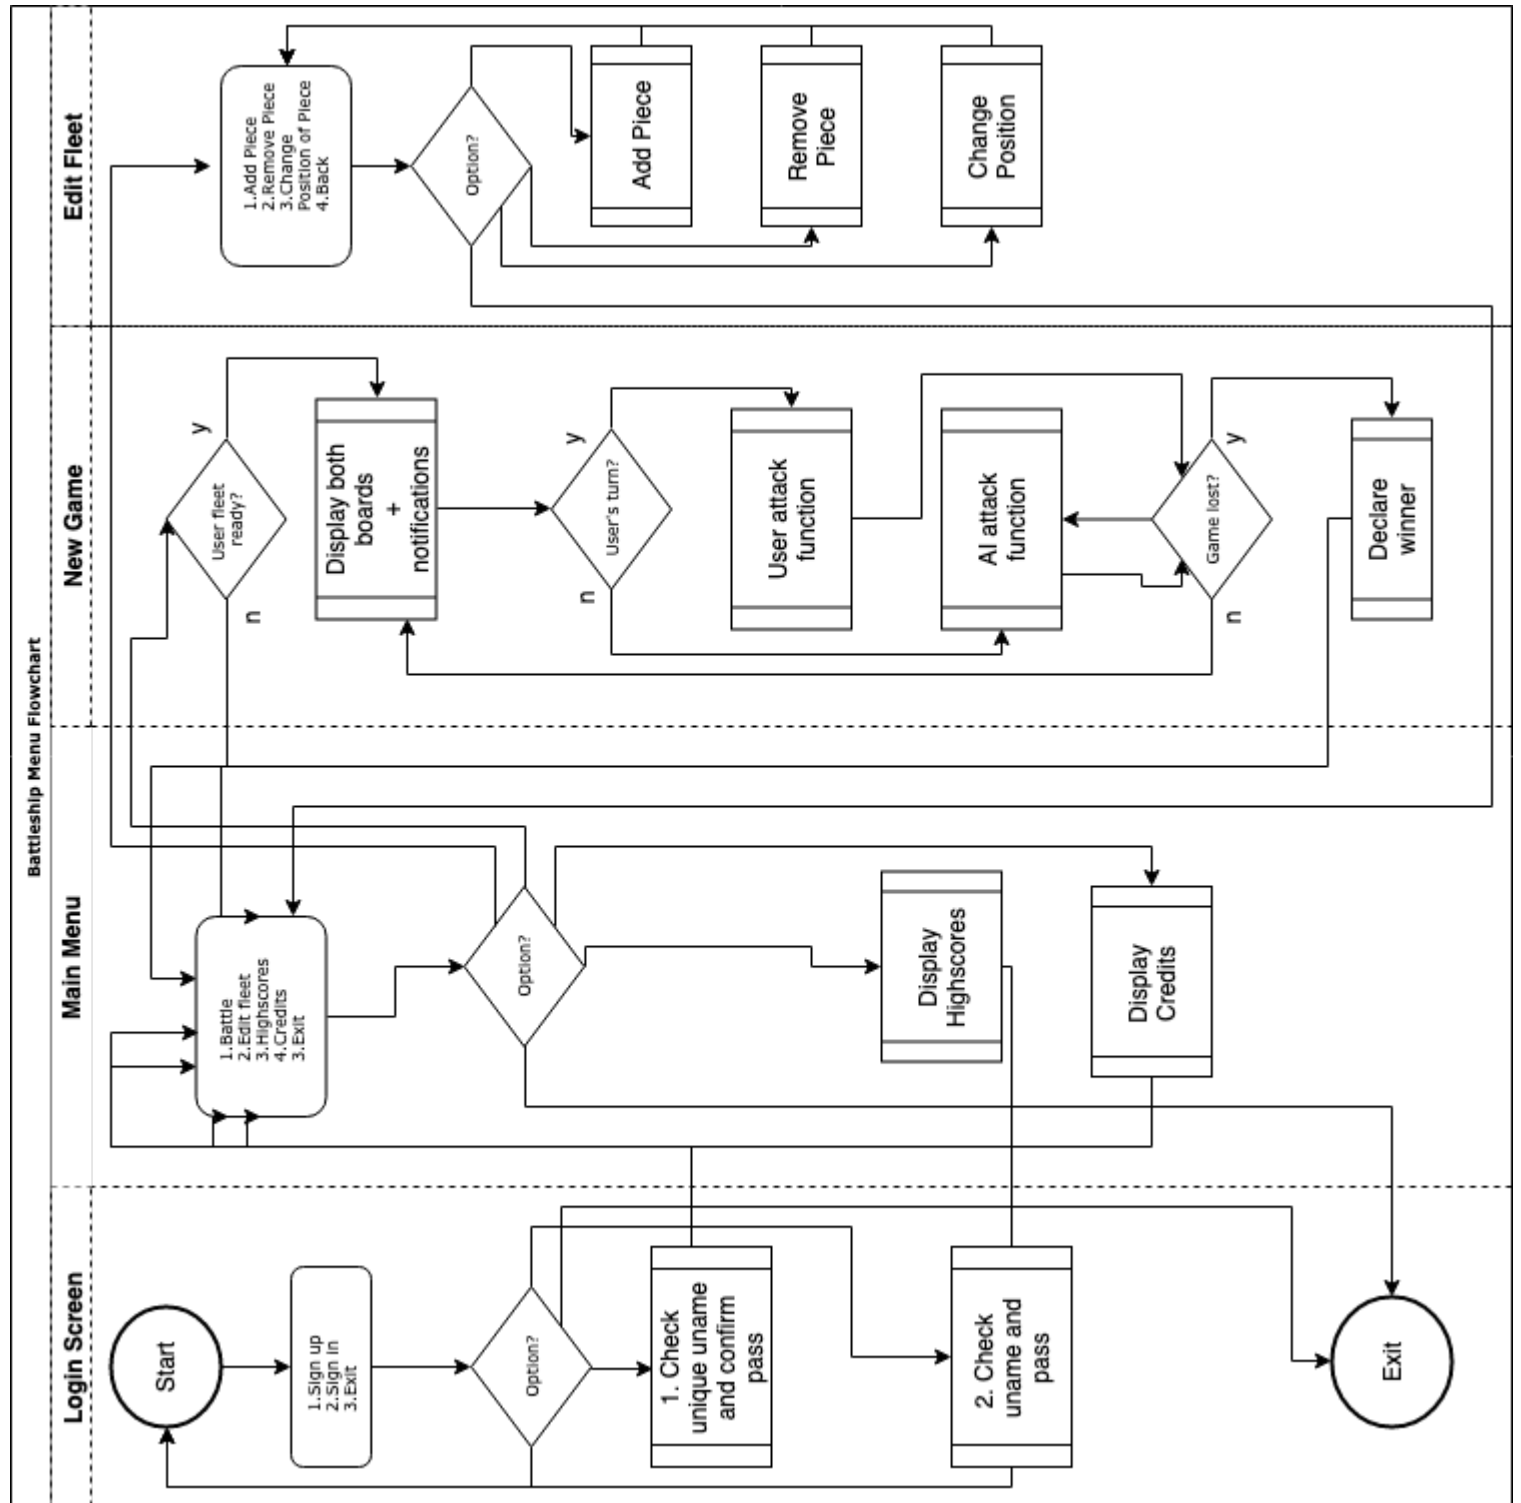 Battleship Menu Flowchart
Login Screen
Start
1.Sign up
2.Sign in
3.Exit
Option?
1. Check
unique uname
and confirm
pass
2. Check
uname and
pass
Exit
Main Menu
1.Battle
2.Edit fleet
3.Highscores
4.Credits
3.Exit
Option?
Display
Highscores
Display
Credits
New Game
User fleet
ready?
y
n
Display both
boards
+
notifications
User's turn?
y
n
User attack
function
AI attack
function
Game lost?
y
n
Declare
winner
Edit Fleet
1.Add Piece
2.Remove Piece
3.Change
Position of Piece
4.Back
Option?
Add Piece
Remove
Piece
Change
Position